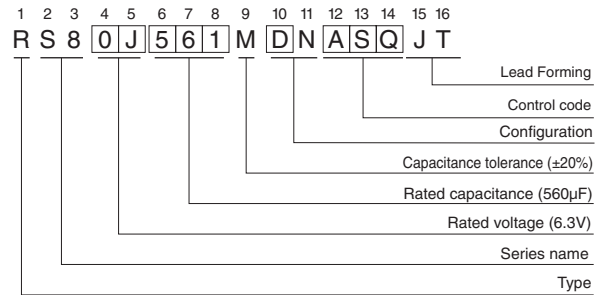 1 2 3 4 5 6 7 8 9 10 11 12 13 14 15 16
R S 8 0 J 5 6 1 M D N A S Q J T
Lead Forming
Control code
Configuration
Capacitance tolerance (±20%)
Rated capacitance (560µF)
Rated voltage (6.3V)
Series name
Type